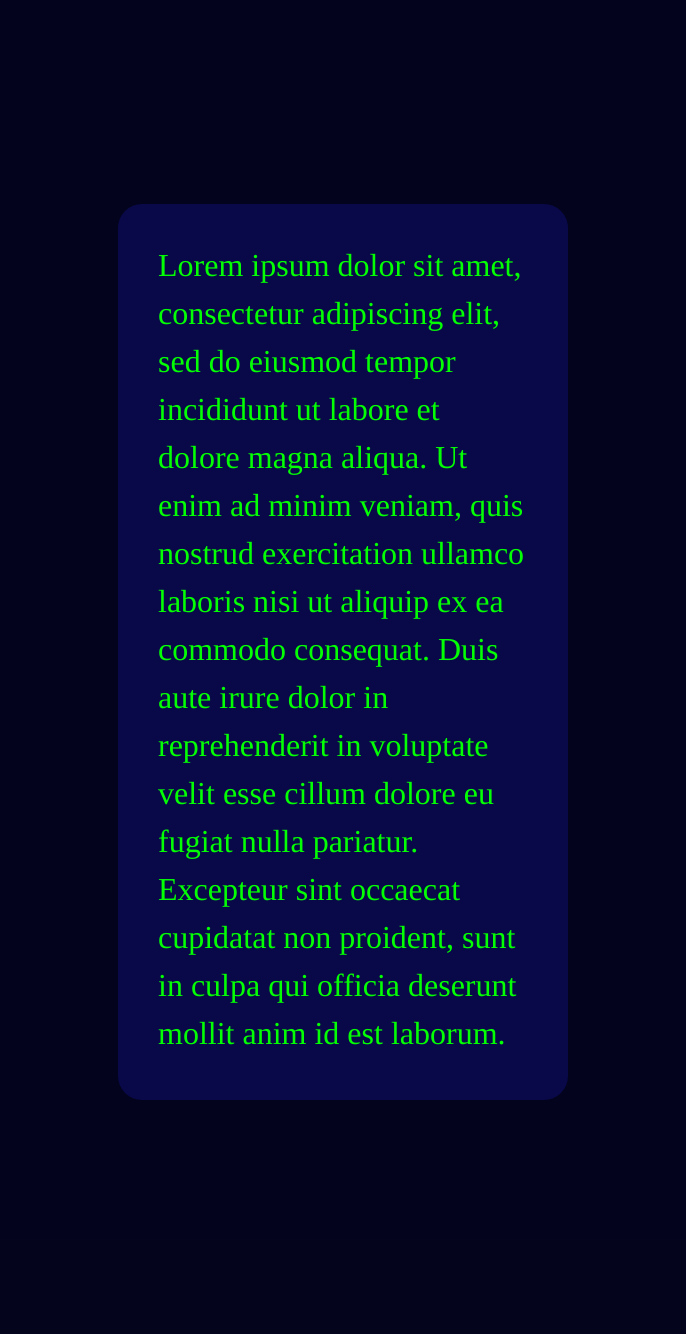 Lorem ipsum dolor sit amet,
consectetur adipiscing elit,
sed do eiusmod tempor
incididunt ut labore et
dolore magna aliqua. Ut
enim ad minim veniam, quis
nostrud exercitation ullamco
laboris nisi ut aliquip ex ea
commodo consequat. Duis
aute irure dolor in
reprehenderit in voluptate
velit esse cillum dolore eu
fugiat nulla pariatur.
Excepteur sint occaecat
cupidatat non proident, sunt
in culpa qui officia deserunt
mollit anim id est laborum.